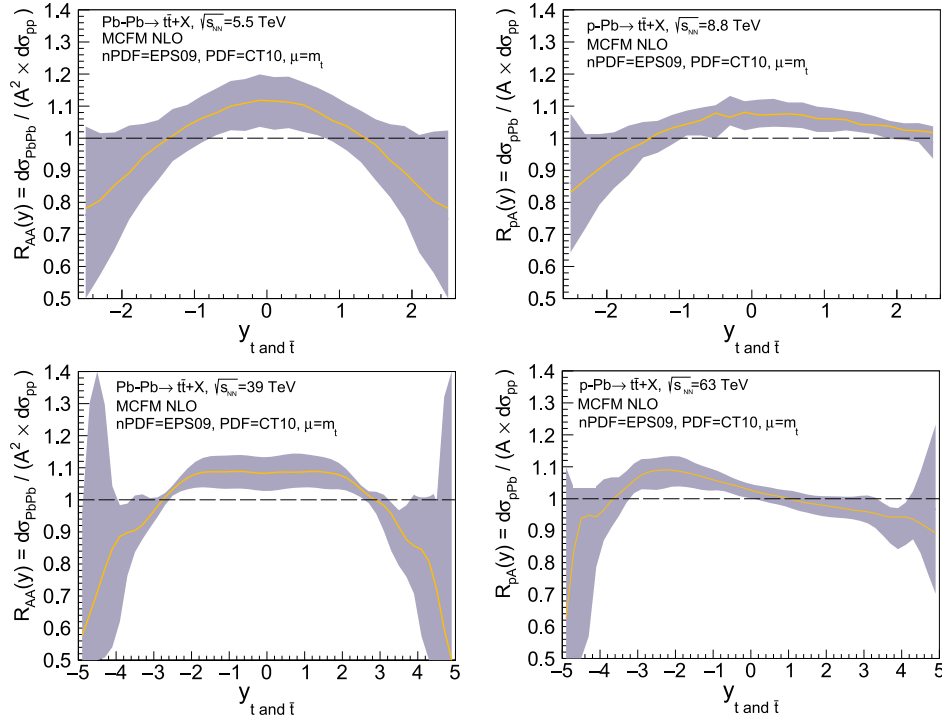 Pb-Pb→ tt̄+X, √s_NN=5.5 TeV
MCFM NLO
nPDF=EPS09, PDF=CT10, μ=m_t
R_AA(y) = dσ_PbPb / (A² × dσ_pp)
1.4
1.3
1.2
1.1
1
0.9
0.8
0.7
0.6
0.5
−2 −1 0 1 2
y t and t̄
p-Pb→ tt̄+X, √s_NN=8.8 TeV
MCFM NLO
nPDF=EPS09, PDF=CT10, μ=m_t
R_pA(y) = dσ_pPb / (A × dσ_pp)
1.4
1.3
1.2
1.1
1
0.9
0.8
0.7
0.6
0.5
−2 −1 0 1 2
y t and t̄
Pb-Pb→ tt̄+X, √s_NN=39 TeV
MCFM NLO
nPDF=EPS09, PDF=CT10, μ=m_t
R_AA(y) = dσ_PbPb / (A² × dσ_pp)
1.4
1.3
1.2
1.1
1
0.9
0.8
0.7
0.6
0.5
−5 −4 −3 −2 −1 0 1 2 3 4 5
y t and t̄
p-Pb→ tt̄+X, √s_NN=63 TeV
MCFM NLO
nPDF=EPS09, PDF=CT10, μ=m_t
R_pA(y) = dσ_pPb / (A × dσ_pp)
1.4
1.3
1.2
1.1
1
0.9
0.8
0.7
0.6
0.5
−5 −4 −3 −2 −1 0 1 2 3 4 5
y t and t̄